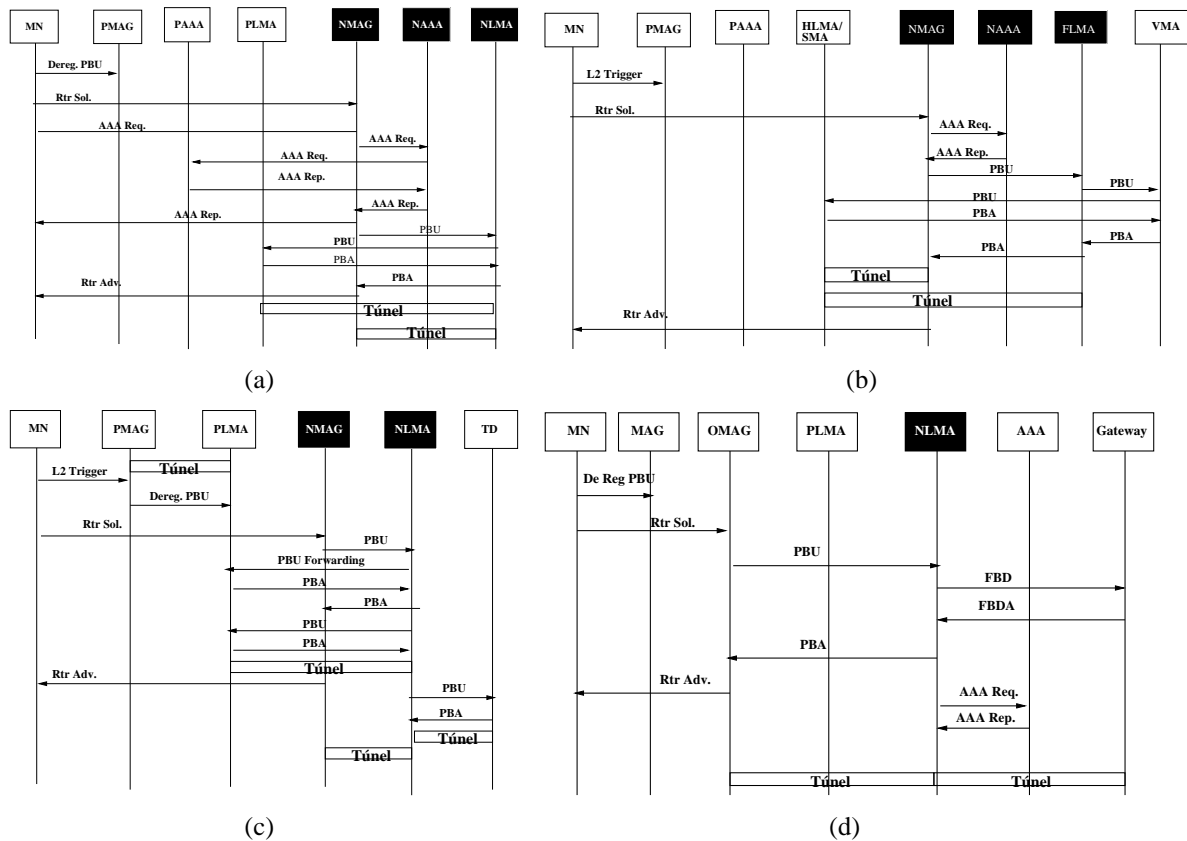 MN PMAG PAAA PLMA NMAG NAAA NLMA
Dereg. PBU
Rtr Sol.
AAA Req.
AAA Req.
AAA Req.
AAA Rep.
AAA Rep.
AAA Rep.
PBU
PBU
PBA
PBA
Rtr Adv.
Túnel
Túnel
(a)
MN PMAG PAAA HLMA/ SMA NMAG NAAA FLMA VMA
L2 Trigger
Rtr Sol.
AAA Req.
AAA Rep.
PBU
PBU
PBU
PBA
PBA
PBA
Túnel
Túnel
Rtr Adv.
(b)
MN PMAG PLMA NMAG NLMA TD
Túnel
L2 Trigger
Dereg. PBU
Rtr Sol.
PBU
PBU Forwarding
PBA
PBA
PBU
PBA
Túnel
Rtr Adv.
PBU
PBA
Túnel
Túnel
(c)
MN MAG OMAG PLMA NLMA AAA Gateway
De Reg PBU
Rtr Sol.
PBU
FBD
FBDA
PBA
Rtr Adv.
AAA Req.
AAA Rep.
Túnel Túnel
(d)